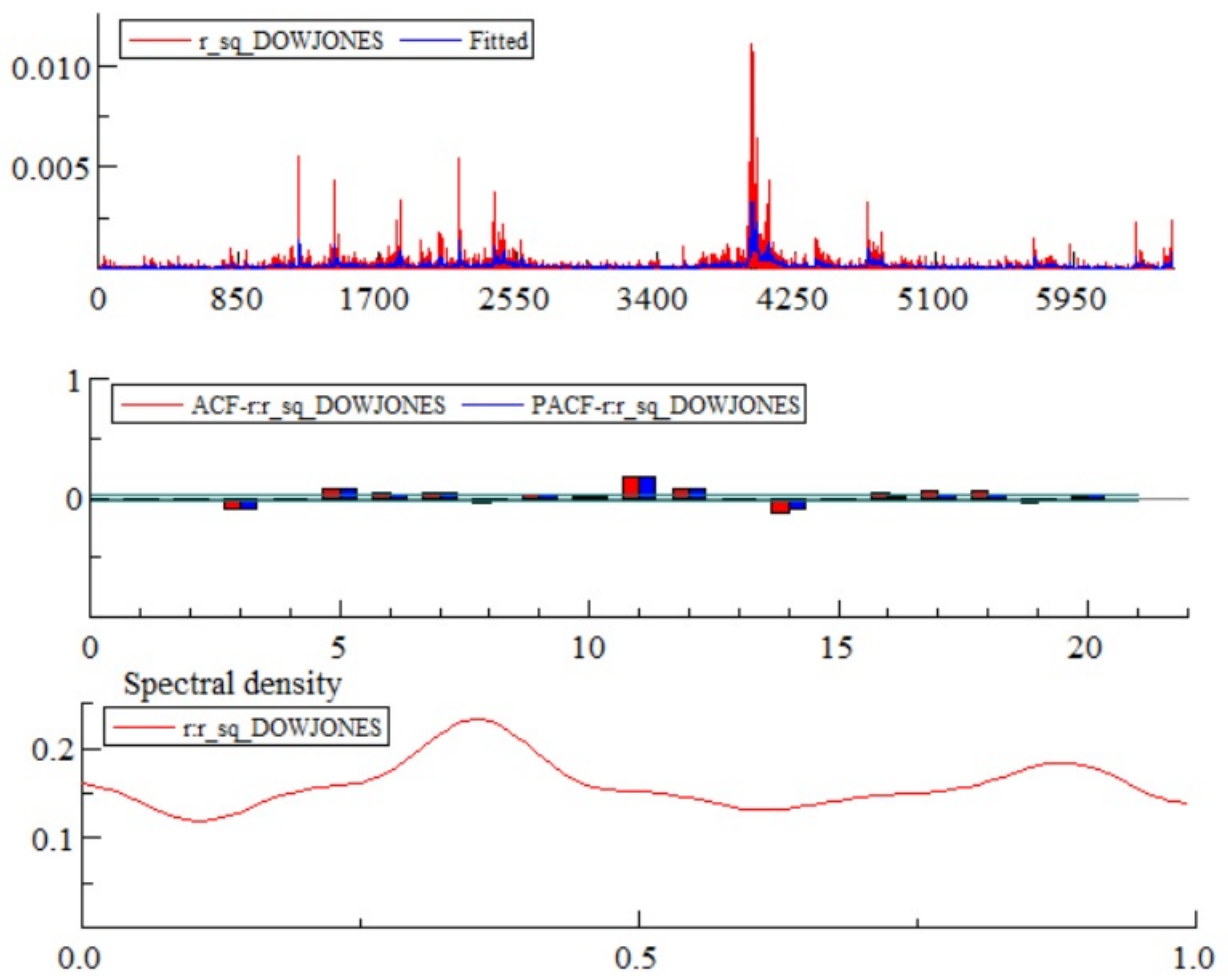 r_sq_DOWJONES Fitted
0.010
0.005
0 850 1700 2550 3400 4250 5100 5950
1
ACF-r:r_sq_DOWJONES PACF-r:r_sq_DOWJONES
0
0 5 10 15 20
Spectral density
r:r_sq_DOWJONES
0.2
0.1
0.0 0.5 1.0